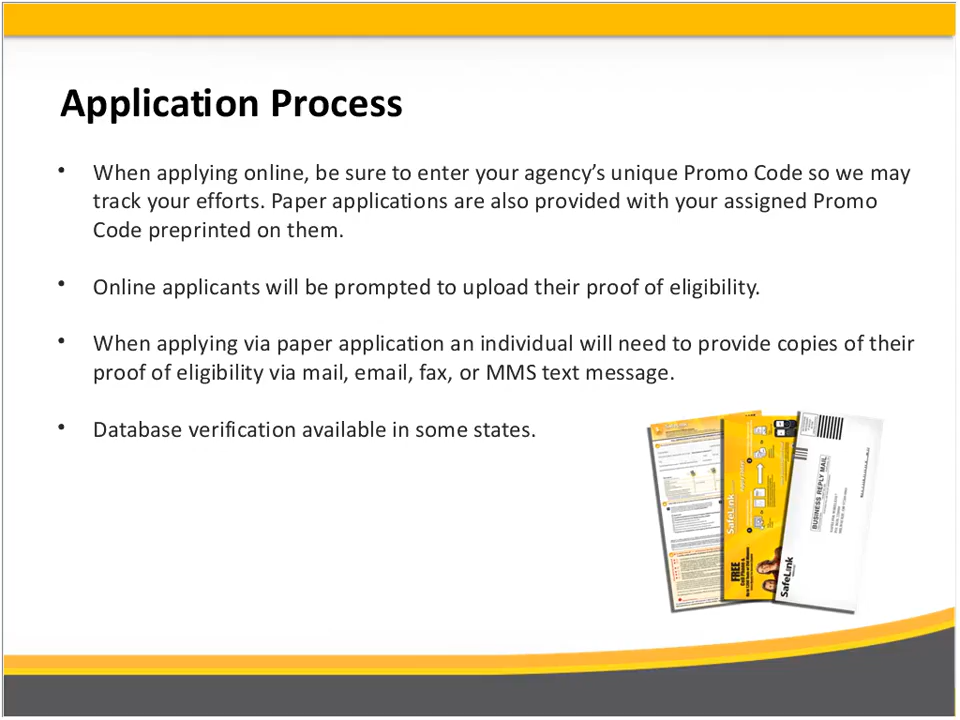 Application Process
• When applying online, be sure to enter your agency’s unique Promo Code so we may
track your efforts. Paper applications are also provided with your assigned Promo
Code preprinted on them.
• Online applicants will be prompted to upload their proof of eligibility.
• When applying via paper application an individual will need to provide copies of their
proof of eligibility via mail, email, fax, or MMS text message.
• Database verification available in some states.
SafeLink
SafeLink
FREE
BUSINESS REPLY MAIL
SafeLink